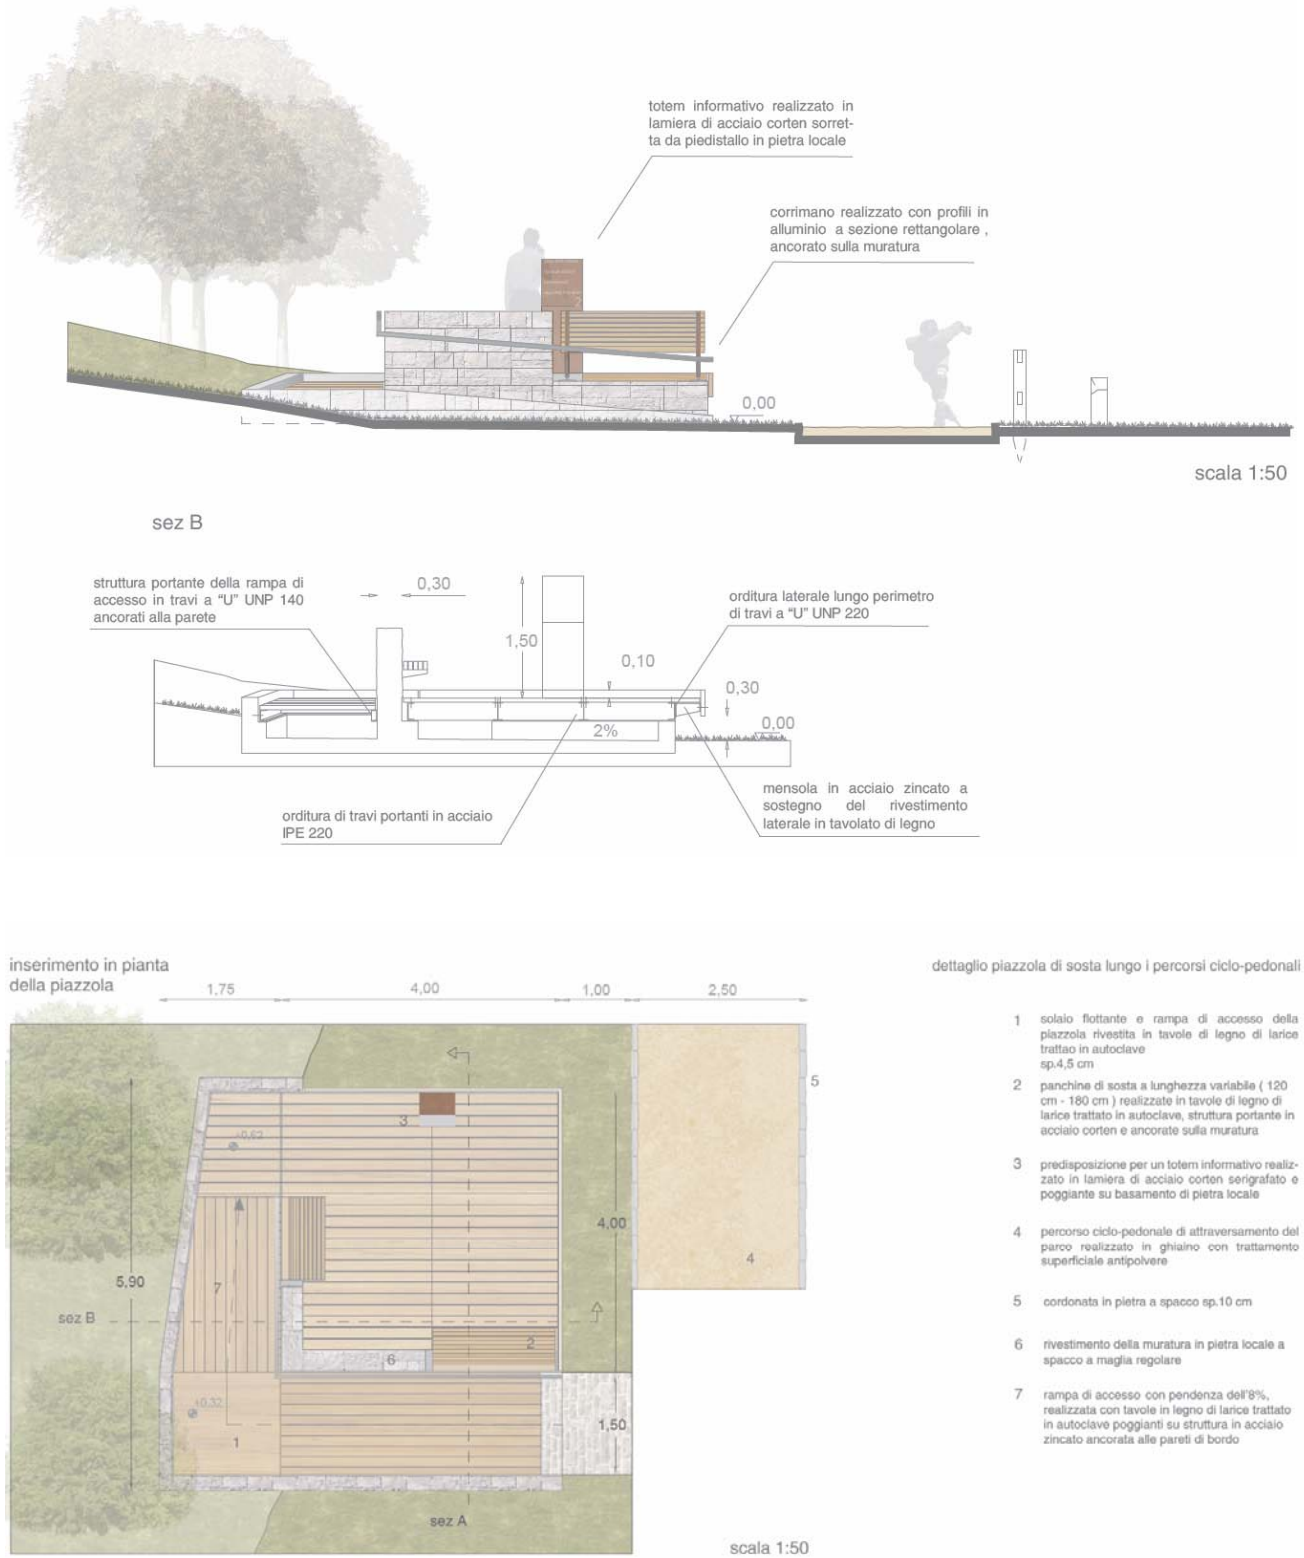 totem informativo realizzato in
lamiera di acciaio corten sorret-
ta da piedistallo in pietra locale
corrimano realizzato con profili in
alluminio a sezione rettangolare ,
ancorato sulla muratura
2
0,00
scala 1:50
sez B
struttura portante della rampa di
accesso in travi a “U” UNP 140
ancorati alla parete
0,30
1,50
orditura laterale lungo perimetro
di travi a “U” UNP 220
0,10
0,30
0,00
2%
orditura di travi portanti in acciaio
IPE 220
mensola in acciaio zincato a
sostegno del rivestimento
laterale in tavolato di legno
inserimento in pianta
della piazzola
1,75
4,00
1,00
2,50
3
+0,62
5
4,00
4
5,90
7
sez B
2
6
+0.32
1
1,50
sez A
scala 1:50
dettaglio piazzola di sosta lungo i percorsi ciclo-pedonali
1 solaio flottante e rampa di accesso della
piazzola rivestita in tavole di legno di larice
trattao in autoclave
sp.4,5 cm
2 panchine di sosta a lunghezza variabile ( 120
cm - 180 cm ) realizzate in tavole di legno di
larice trattato in autoclave, struttura portante in
acciaio corten e ancorate sulla muratura
3 predisposizione per un totem informativo realiz-
zato in lamiera di acciaio corten serigrafato e
poggiante su basamento di pietra locale
4 percorso ciclo-pedonale di attraversamento del
parco realizzato in ghiaino con trattamento
superficiale antipolvere
5 cordonata in pietra a spacco sp.10 cm
6 rivestimento della muratura in pietra locale a
spacco a maglia regolare
7 rampa di accesso con pendenza dell'8%,
realizzata con tavole in legno di larice trattato
in autoclave poggianti su struttura in acciaio
zincato ancorata alle pareti di bordo